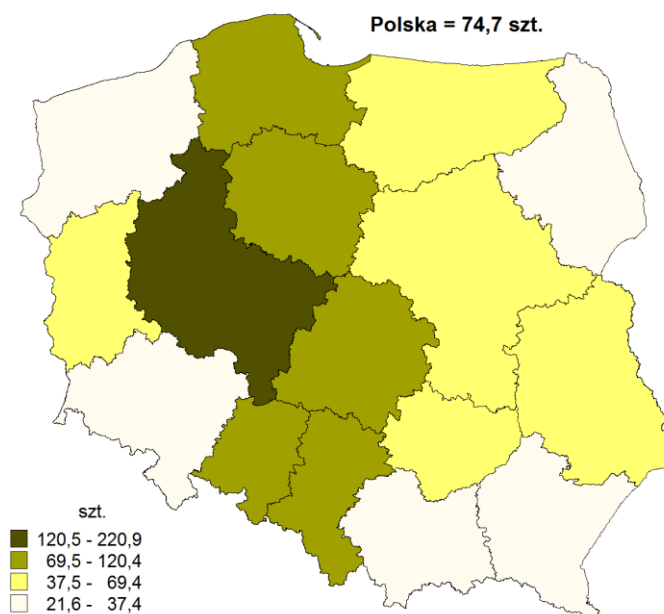 Polska = 74,7 szt.
szt.
120,5 - 220,9
69,5 - 120,4
37,5 - 69,4
21,6 - 37,4